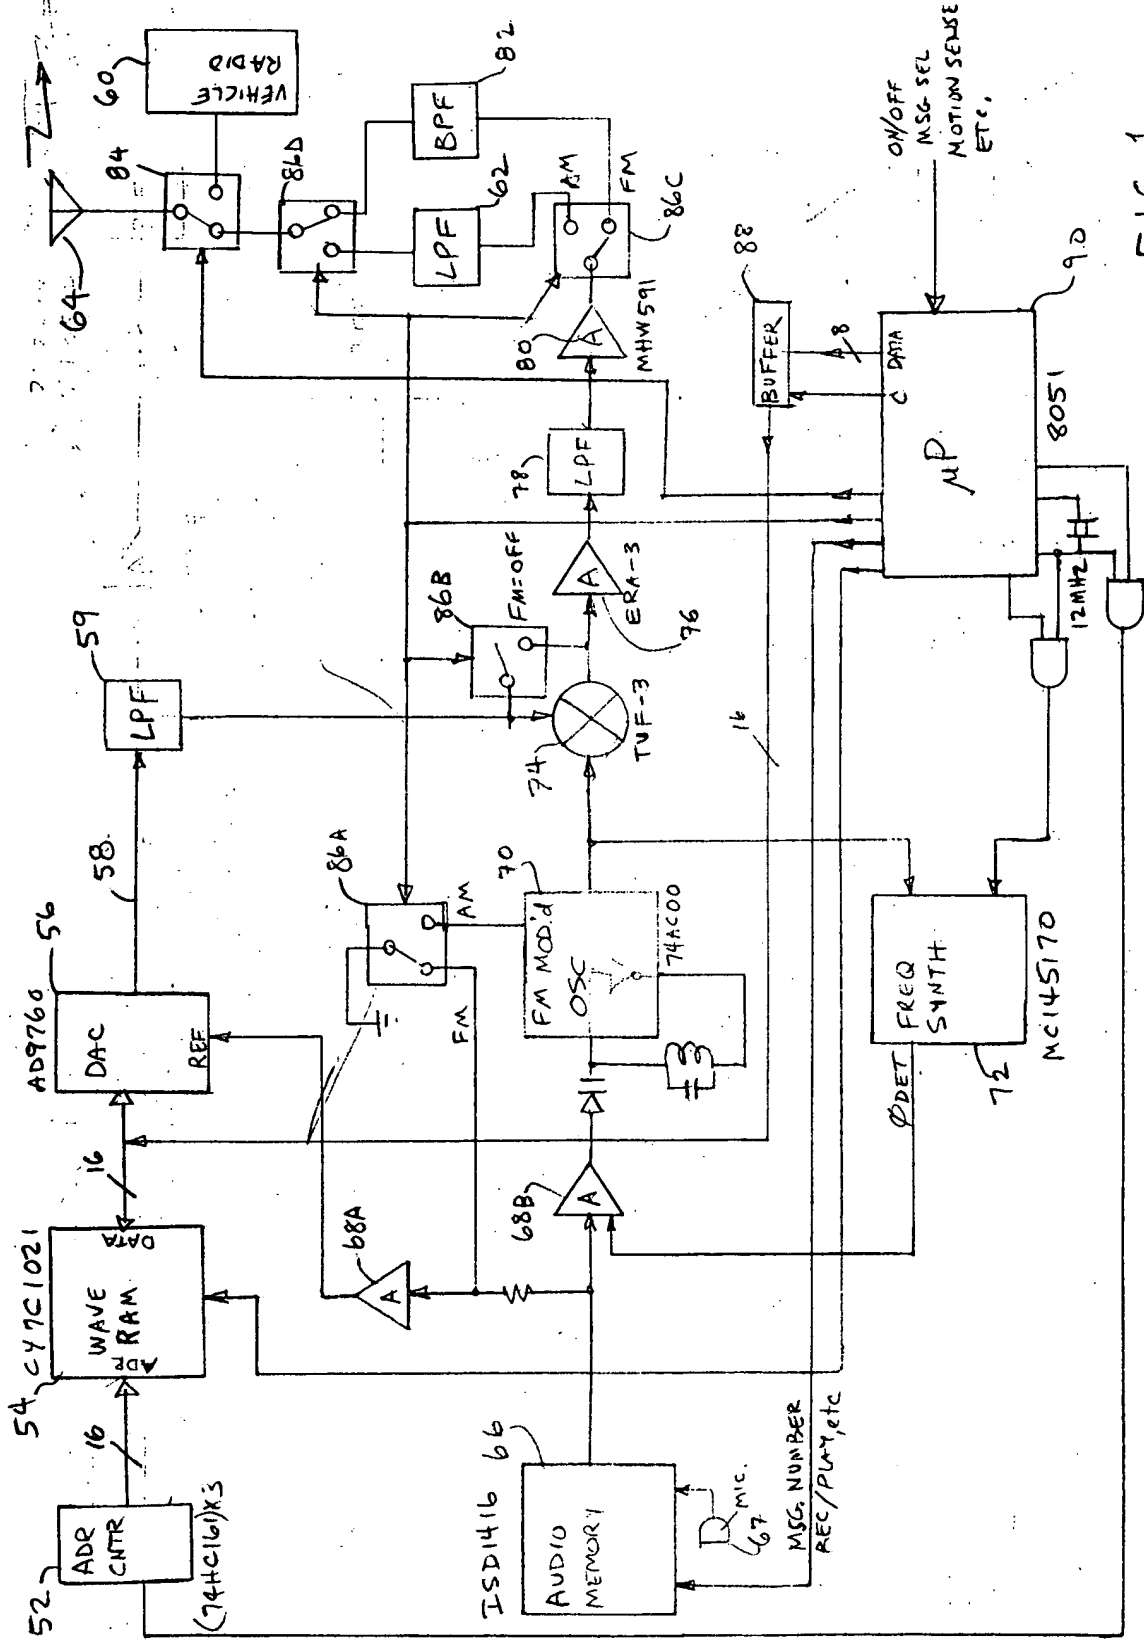 52
ADR
CNTR
(74HC161)X3
16
54
CY7C1021
WAVE
RAM
ADR
DATA
16
AD9760
56
DAC
REF
58
59
LPF
64
84
60
VEHICLE
RADIO
86D
82
BPF
62
LPF
AM
FM
86C
80
A
MHW591
78
LPF
A
ERA-3
76
86B
FM=OFF
74
TUF-3
86A
AM
FM
70
FM MOD'd
OSC
74AC00
68A
A
68B
A
ISD1416
66
AUDIO
MEMORY
MIC.
67
MSG. NUMBER
REC/PLAY, etc
ØDET
FREQ
SYNTH
72
MC145170
16
88
BUFFER
8
C
DATA
µP
8051
90
12MHZ
ON/OFF
MSG SEL
MOTION SENSE
ETC.
FIG. 1